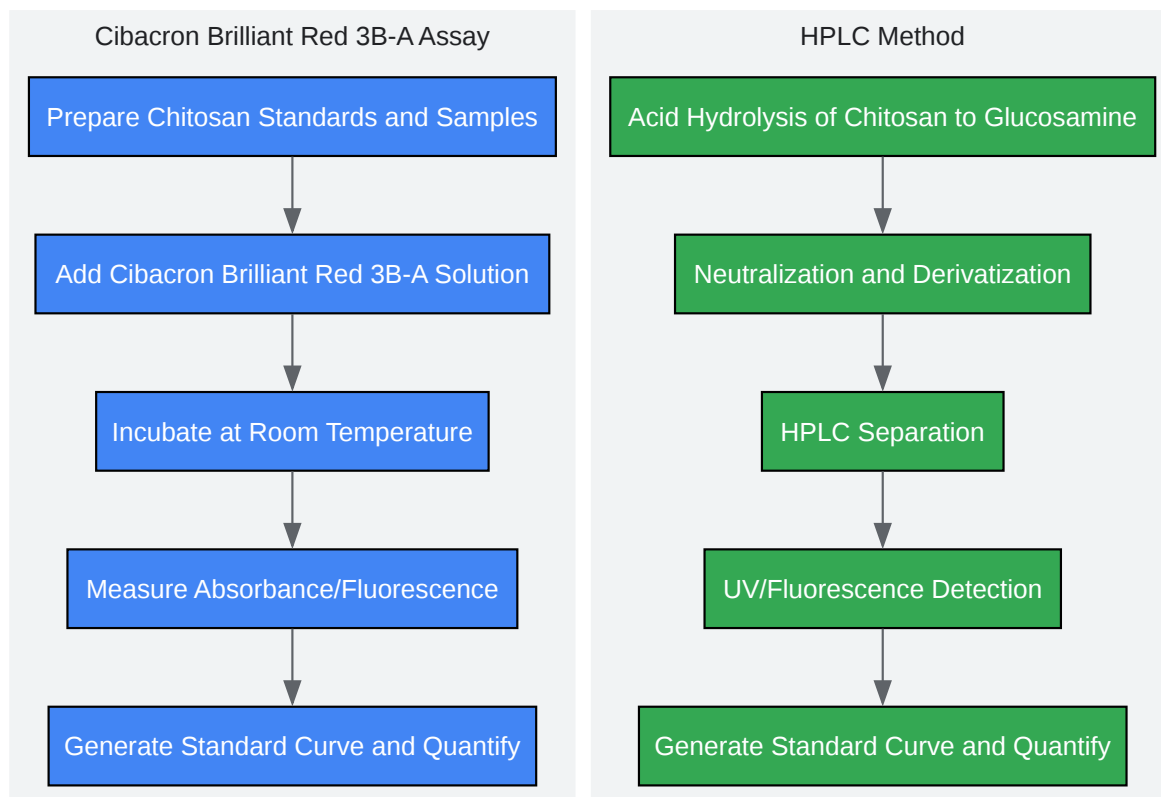 Cibacron Brilliant Red 3B-A Assay
Prepare Chitosan Standards and Samples
Add Cibacron Brilliant Red 3B-A Solution
Incubate at Room Temperature
Measure Absorbance/Fluorescence
Generate Standard Curve and Quantify
HPLC Method
Acid Hydrolysis of Chitosan to Glucosamine
Neutralization and Derivatization
HPLC Separation
UV/Fluorescence Detection
Generate Standard Curve and Quantify